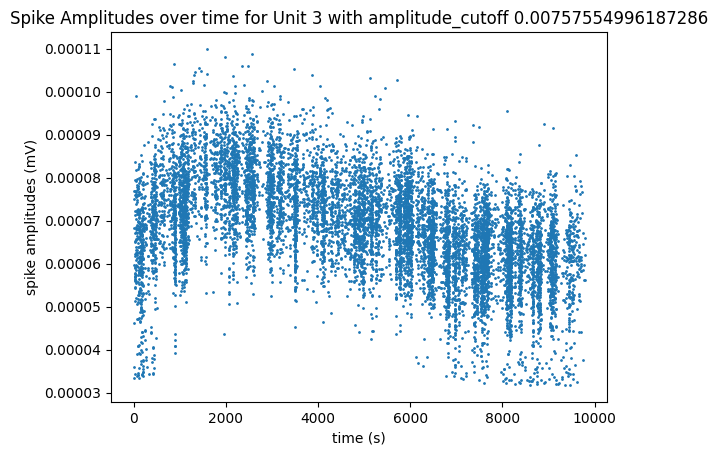 Spike Amplitudes over time for Unit 3 with amplitude_cutoff 0.00757554996187286
0.00011
0.00010
0.00009
0.00008
0.00007
0.00006
0.00005
0.00004
0.00003
spike amplitudes (mV)
0 2000 4000 6000 8000 10000
time (s)